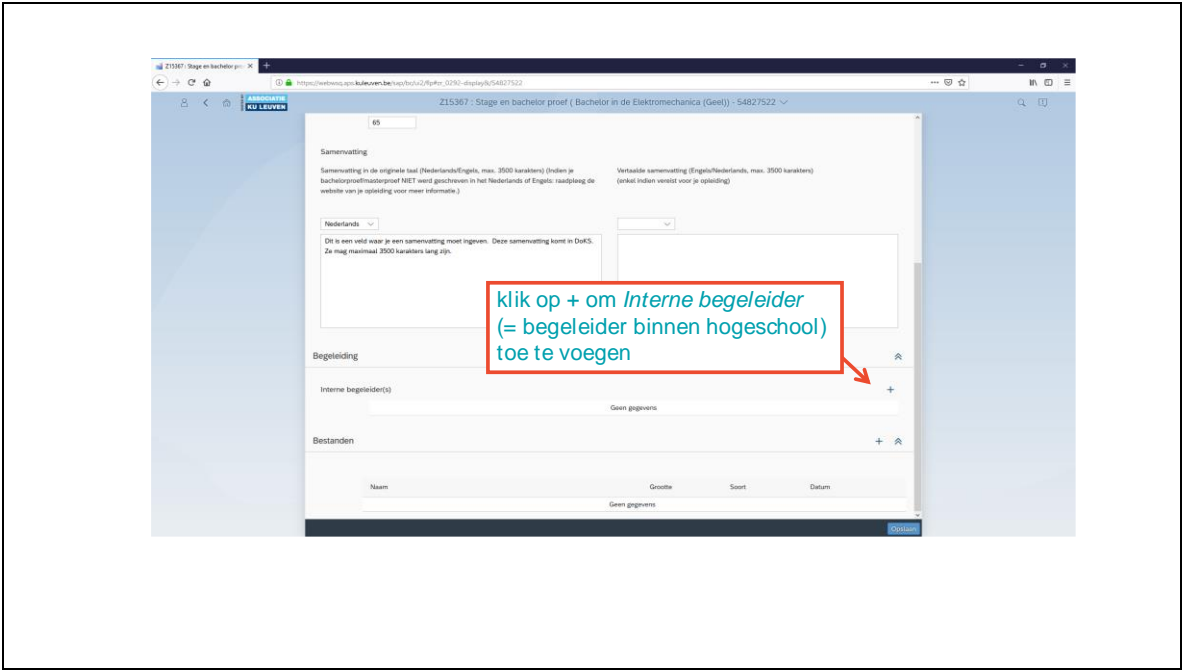 Z15367 : Stage en bachelor pro
https://webwsq.aps.kuleuven.be/sap/bc/ui2/flp#zr_0292-display&/54827522
ASSOCIATIE
KU LEUVEN
Z15367 : Stage en bachelor proef ( Bachelor in de Elektromechanica (Geel)) - 54827522
65
Samenvatting
Samenvatting in de originele taal (Nederlands/Engels, max. 3500 karakters) (Indien je
bachelorproef/masterproef NIET werd geschreven in het Nederlands of Engels: raadpleeg de
website van je opleiding voor meer informatie.)
Vertaalde samenvatting (Engels/Nederlands, max. 3500 karakters)
(enkel indien vereist voor je opleiding)
Nederlands
Dit is een veld waar je een samenvatting moet ingeven. Deze samenvatting komt in DoKS.
Ze mag maximaal 3500 karakters lang zijn.
klik op + om Interne begeleider
(= begeleider binnen hogeschool)
toe te voegen
Begeleiding
Interne begeleider(s)
Geen gegevens
Bestanden
Naam Grootte Soort Datum
Geen gegevens
Opslaan